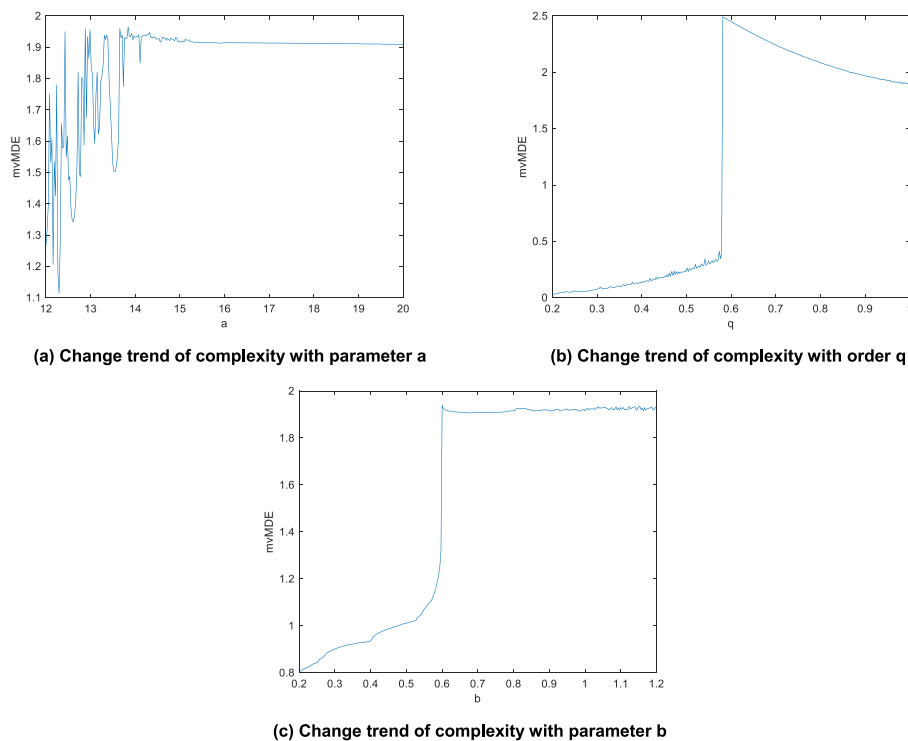 2
1.9
1.8
1.7
1.6
1.5
1.4
1.3
1.2
1.1
mvMDE
12 13 14 15 16 17 18 19 20
a
(a) Change trend of complexity with parameter a
2.5
2
1.5
1
0.5
0
mvMDE
0.2 0.3 0.4 0.5 0.6 0.7 0.8 0.9
q
(b) Change trend of complexity with order q
2
1.8
1.6
1.4
1.2
1
0.8
mvMDE
0.2 0.3 0.4 0.5 0.6 0.7 0.8 0.9 1 1.1 1.2
b
(c) Change trend of complexity with parameter b